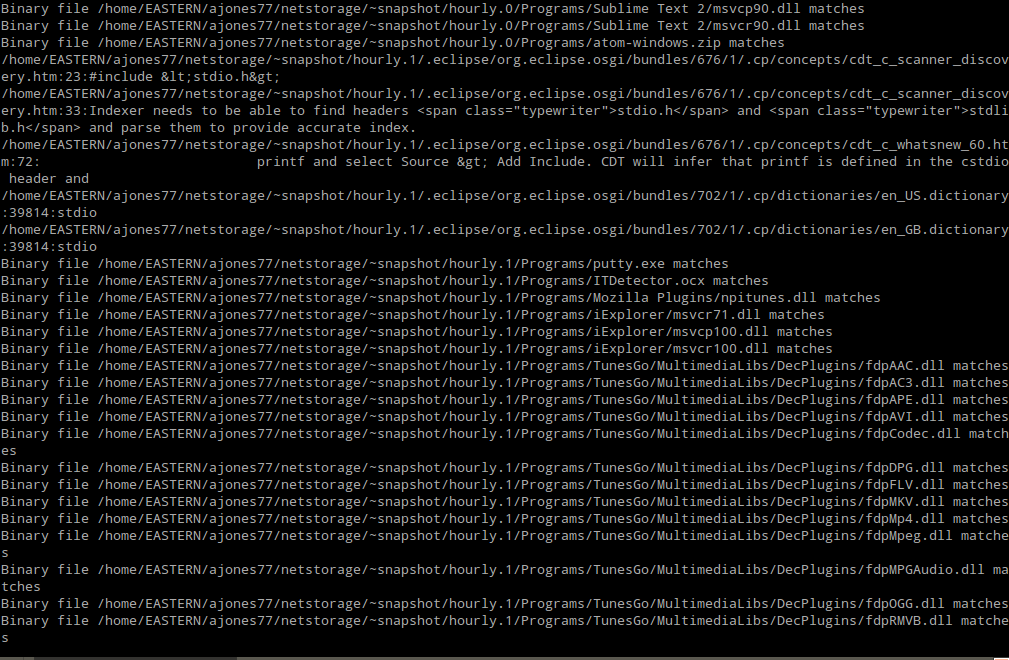 Binary file /home/EASTERN/ajones77/netstorage/~snapshot/hourly.0/Programs/Sublime Text 2/msvcp90.dll matches
Binary file /home/EASTERN/ajones77/netstorage/~snapshot/hourly.0/Programs/Sublime Text 2/msvcp90.dll matches
Binary file /home/EASTERN/ajones77/netstorage/~snapshot/hourly.0/Programs/atom-windows.zip matches
/home/EASTERN/ajones77/netstorage/~snapshot/hourly.1/.eclipse/org.eclipse.osgi/bundles/676/1/.cp/concepts/cdt_c_scanner_discov
ery.htm:23:#include &lt;stdio.h&gt;
/home/EASTERN/ajones77/netstorage/~snapshot/hourly.1/.eclipse/org.eclipse.osgi/bundles/676/1/.cp/concepts/cdt_c_scanner_discov
ery.htm:33:Indexer needs to be able to find headers <span class="typewriter">stdio.h</span> and <span class="typewriter">stdli
b.h</span> and parse them to provide accurate index.
/home/EASTERN/ajones77/netstorage/~snapshot/hourly.1/.eclipse/org.eclipse.osgi/bundles/676/1/.cp/concepts/cdt_c_whatsnew_60.ht
m:72:                           printf and select Source &gt; Add Include. CDT will infer that printf is defined in the cstdio
 header and
/home/EASTERN/ajones77/netstorage/~snapshot/hourly.1/.eclipse/org.eclipse.osgi/bundles/702/1/.cp/dictionaries/en_US.dictionary
:39814:stdio
/home/EASTERN/ajones77/netstorage/~snapshot/hourly.1/.eclipse/org.eclipse.osgi/bundles/702/1/.cp/dictionaries/en_GB.dictionary
:39814:stdio
Binary file /home/EASTERN/ajones77/netstorage/~snapshot/hourly.1/Programs/putty.exe matches
Binary file /home/EASTERN/ajones77/netstorage/~snapshot/hourly.1/Programs/ITDetector.ocx matches
Binary file /home/EASTERN/ajones77/netstorage/~snapshot/hourly.1/Programs/Mozilla Plugins/npitunes.dll matches
Binary file /home/EASTERN/ajones77/netstorage/~snapshot/hourly.1/Programs/iExplorer/msvcr71.dll matches
Binary file /home/EASTERN/ajones77/netstorage/~snapshot/hourly.1/Programs/iExplorer/msvcp100.dll matches
Binary file /home/EASTERN/ajones77/netstorage/~snapshot/hourly.1/Programs/iExplorer/msvcr100.dll matches
Binary file /home/EASTERN/ajones77/netstorage/~snapshot/hourly.1/Programs/TunesGo/MultimediaLibs/DecPlugins/fdpAAC.dll matches
Binary file /home/EASTERN/ajones77/netstorage/~snapshot/hourly.1/Programs/TunesGo/MultimediaLibs/DecPlugins/fdpAC3.dll matches
Binary file /home/EASTERN/ajones77/netstorage/~snapshot/hourly.1/Programs/TunesGo/MultimediaLibs/DecPlugins/fdpAPE.dll matches
Binary file /home/EASTERN/ajones77/netstorage/~snapshot/hourly.1/Programs/TunesGo/MultimediaLibs/DecPlugins/fdpAVI.dll matches
Binary file /home/EASTERN/ajones77/netstorage/~snapshot/hourly.1/Programs/TunesGo/MultimediaLibs/DecPlugins/fdpCodec.dll match
es
Binary file /home/EASTERN/ajones77/netstorage/~snapshot/hourly.1/Programs/TunesGo/MultimediaLibs/DecPlugins/fdpDPG.dll matches
Binary file /home/EASTERN/ajones77/netstorage/~snapshot/hourly.1/Programs/TunesGo/MultimediaLibs/DecPlugins/fdpFLV.dll matches
Binary file /home/EASTERN/ajones77/netstorage/~snapshot/hourly.1/Programs/TunesGo/MultimediaLibs/DecPlugins/fdpMKV.dll matches
Binary file /home/EASTERN/ajones77/netstorage/~snapshot/hourly.1/Programs/TunesGo/MultimediaLibs/DecPlugins/fdpMp4.dll matches
Binary file /home/EASTERN/ajones77/netstorage/~snapshot/hourly.1/Programs/TunesGo/MultimediaLibs/DecPlugins/fdpMpeg.dll matche
s
Binary file /home/EASTERN/ajones77/netstorage/~snapshot/hourly.1/Programs/TunesGo/MultimediaLibs/DecPlugins/fdpMPGAudio.dll ma
tches
Binary file /home/EASTERN/ajones77/netstorage/~snapshot/hourly.1/Programs/TunesGo/MultimediaLibs/DecPlugins/fdpOGG.dll matches
Binary file /home/EASTERN/ajones77/netstorage/~snapshot/hourly.1/Programs/TunesGo/MultimediaLibs/DecPlugins/fdpRMVB.dll matche
s